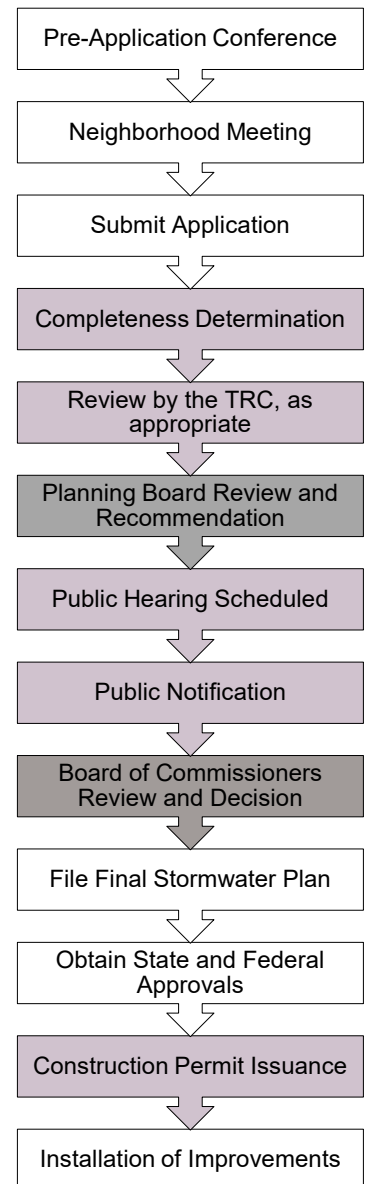 Pre-Application Conference
Neighborhood Meeting
Submit Application
Completeness Determination
Review by the TRC, as
appropriate
Planning Board Review and
Recommendation
Public Hearing Scheduled
Public Notification
Board of Commissioners
Review and Decision
File Final Stormwater Plan
Obtain State and Federal
Approvals
Construction Permit Issuance
Installation of Improvements